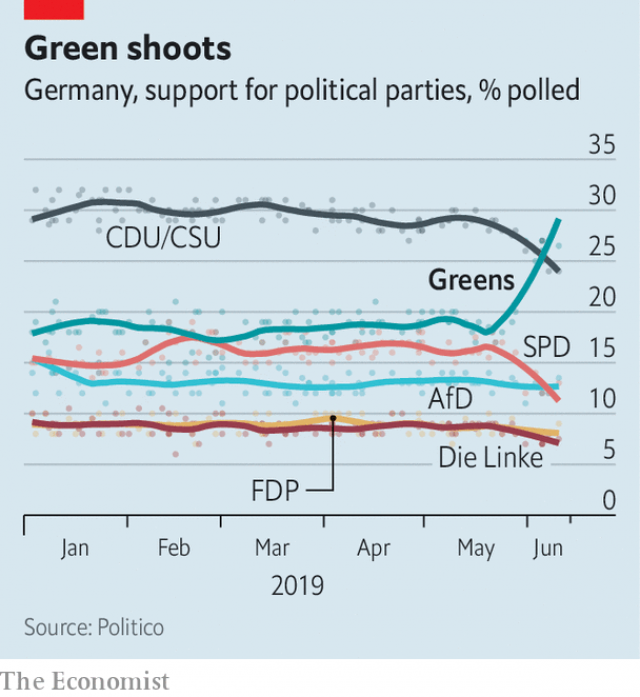 Green shoots
Germany, support for political parties, % polled
35
30
CDU/CSU
25
Greens
20
SPD
15
AfD
10
Die Linke
5
FDP
0
Jan Feb Mar Apr May Jun
2019
Source: Politico
The Economist